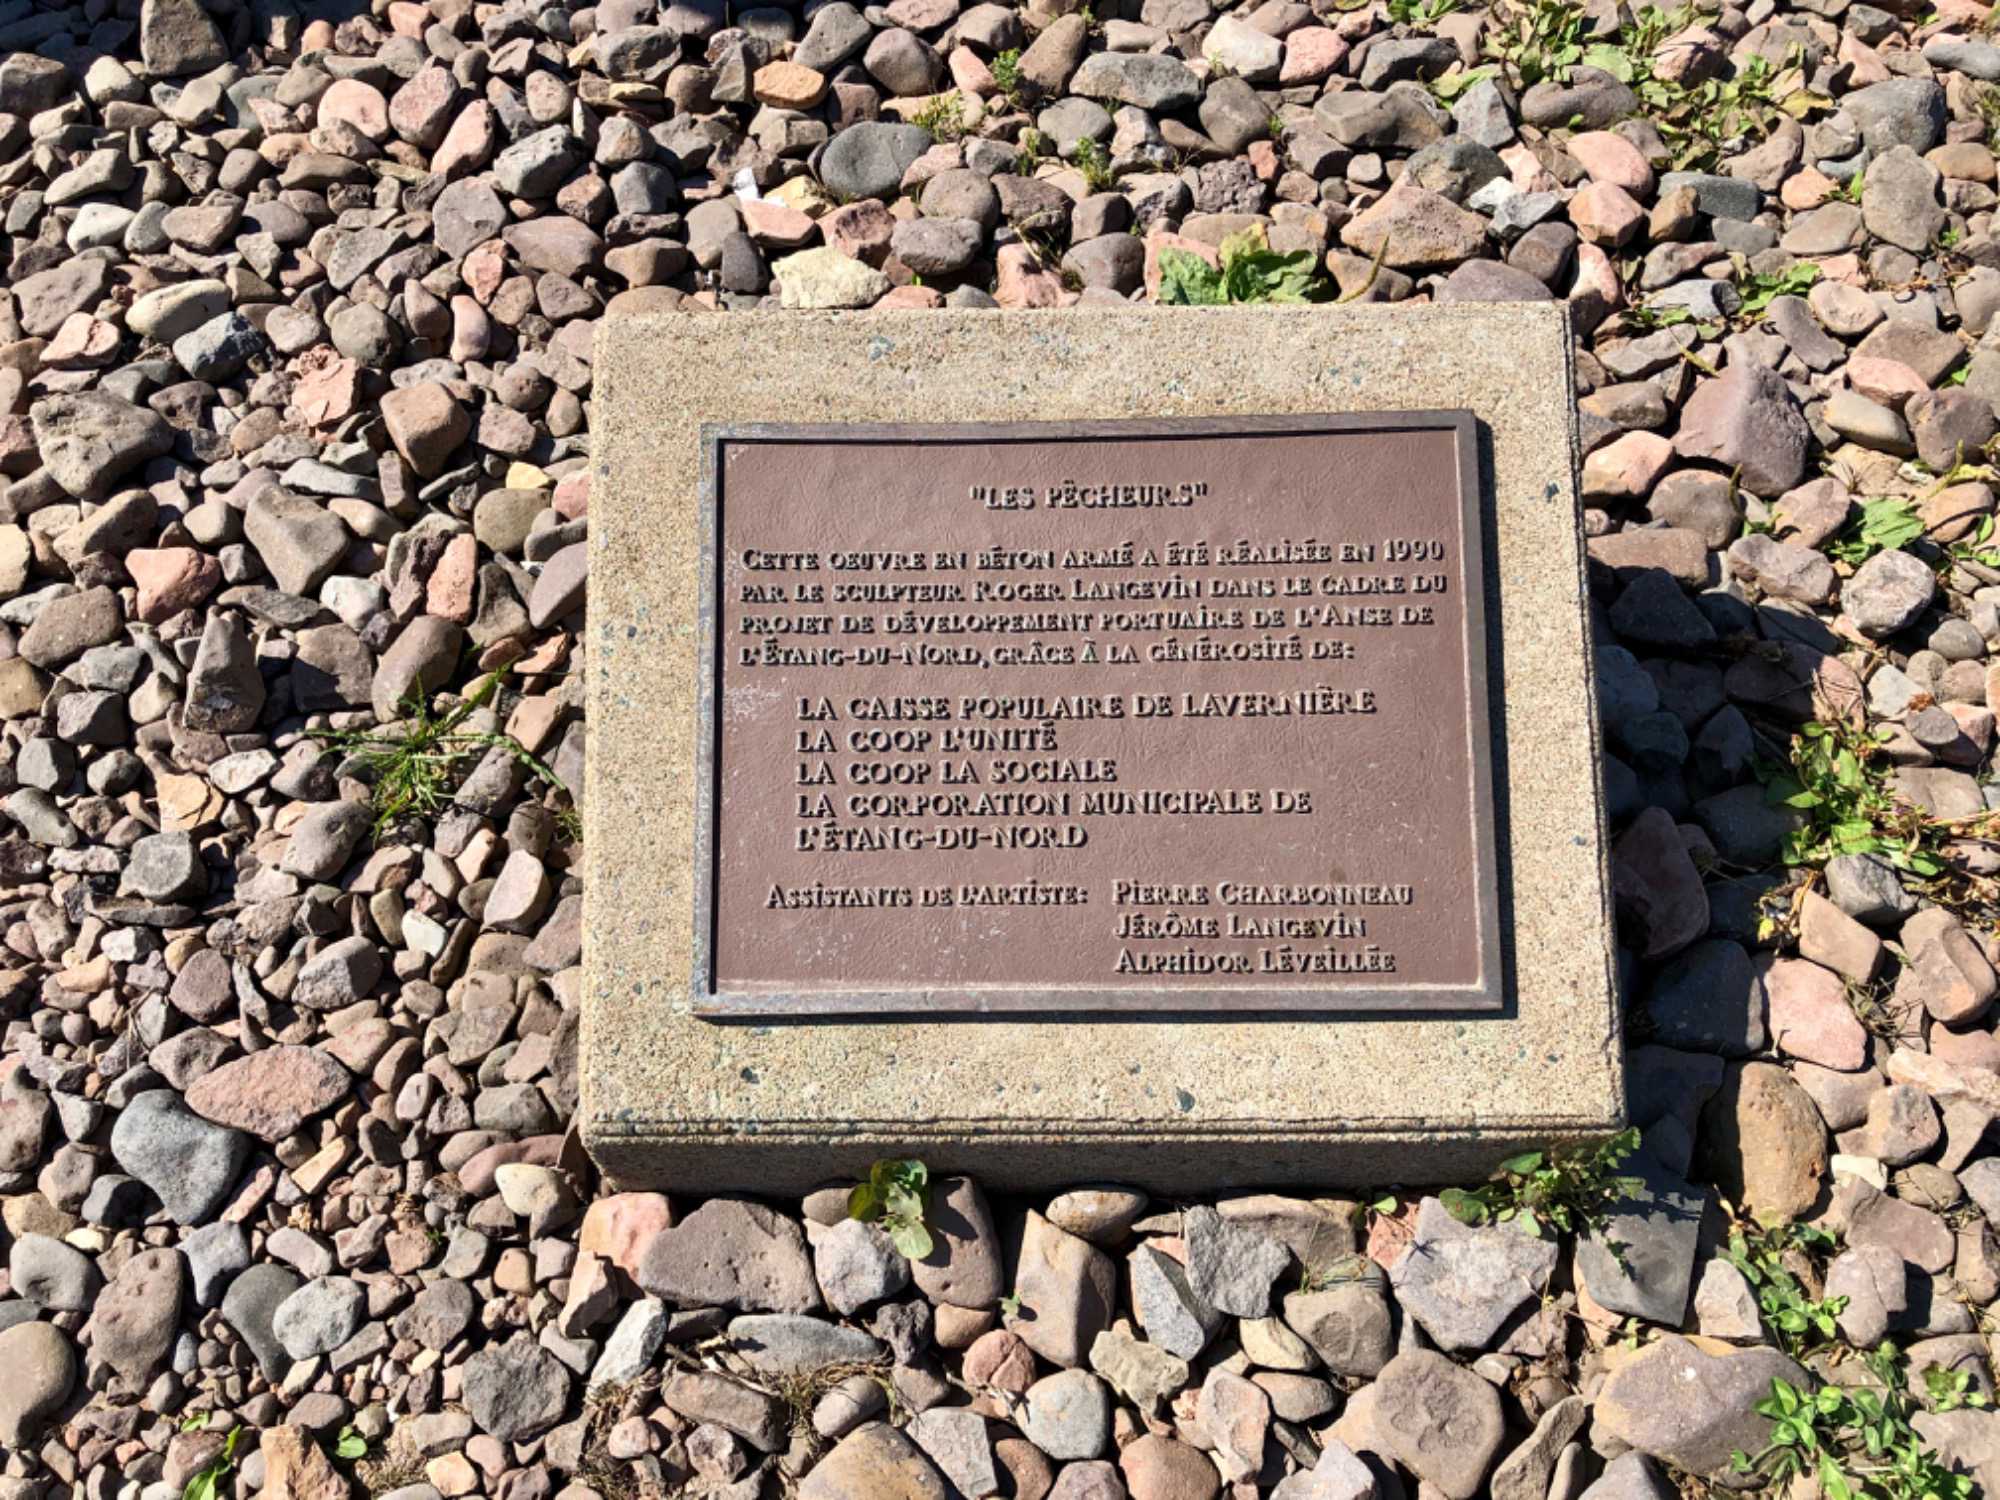 "LES PÊCHEURS"
CETTE OEUVRE EN BÉTON ARMÉ A ÉTÉ RÉALISÉE EN 1990
PAR LE SCULPTEUR ROGER LANGEVIN DANS LE CADRE DU
PROJET DE DÉVELOPPEMENT PORTUAIRE DE L'ANSE DE
L'ÉTANG-DU-NORD, GRÂCE À LA GÉNÉROSITÉ DE:
LA CAISSE POPULAIRE DE LAVERNIÈRE
LA COOP L'UNITÉ
LA COOP LA SOCIALE
LA CORPORATION MUNICIPALE DE
L'ÉTANG-DU-NORD
ASSISTANTS DE L'ARTISTE: PIERRE CHARBONNEAU
JÉRÔME LANGEVIN
ALPHIDOR LÉVEILLÉE